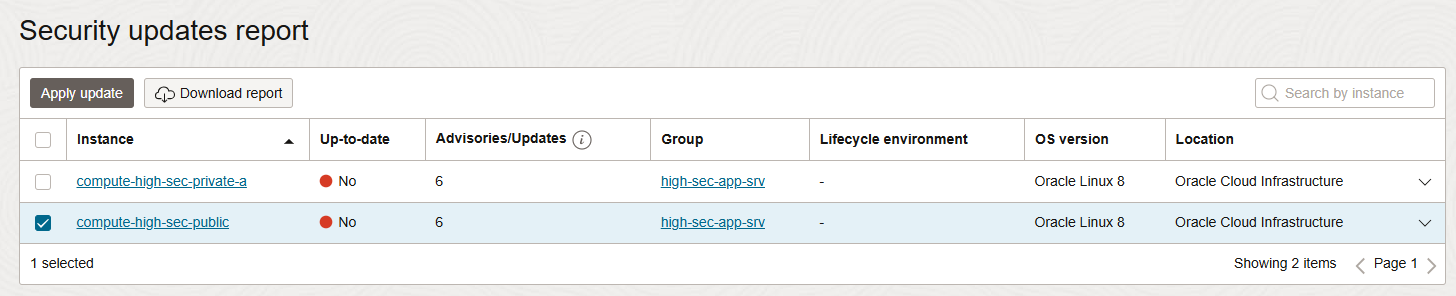 Security updates report
Apply update Download report Search by instance
Instance Up-to-date Advisories/Updates i Group Lifecycle environment OS version Location
compute-high-sec-private-a No 6 high-sec-app-srv - Oracle Linux 8 Oracle Cloud Infrastructure
compute-high-sec-public No 6 high-sec-app-srv - Oracle Linux 8 Oracle Cloud Infrastructure
1 selected Showing 2 items Page 1